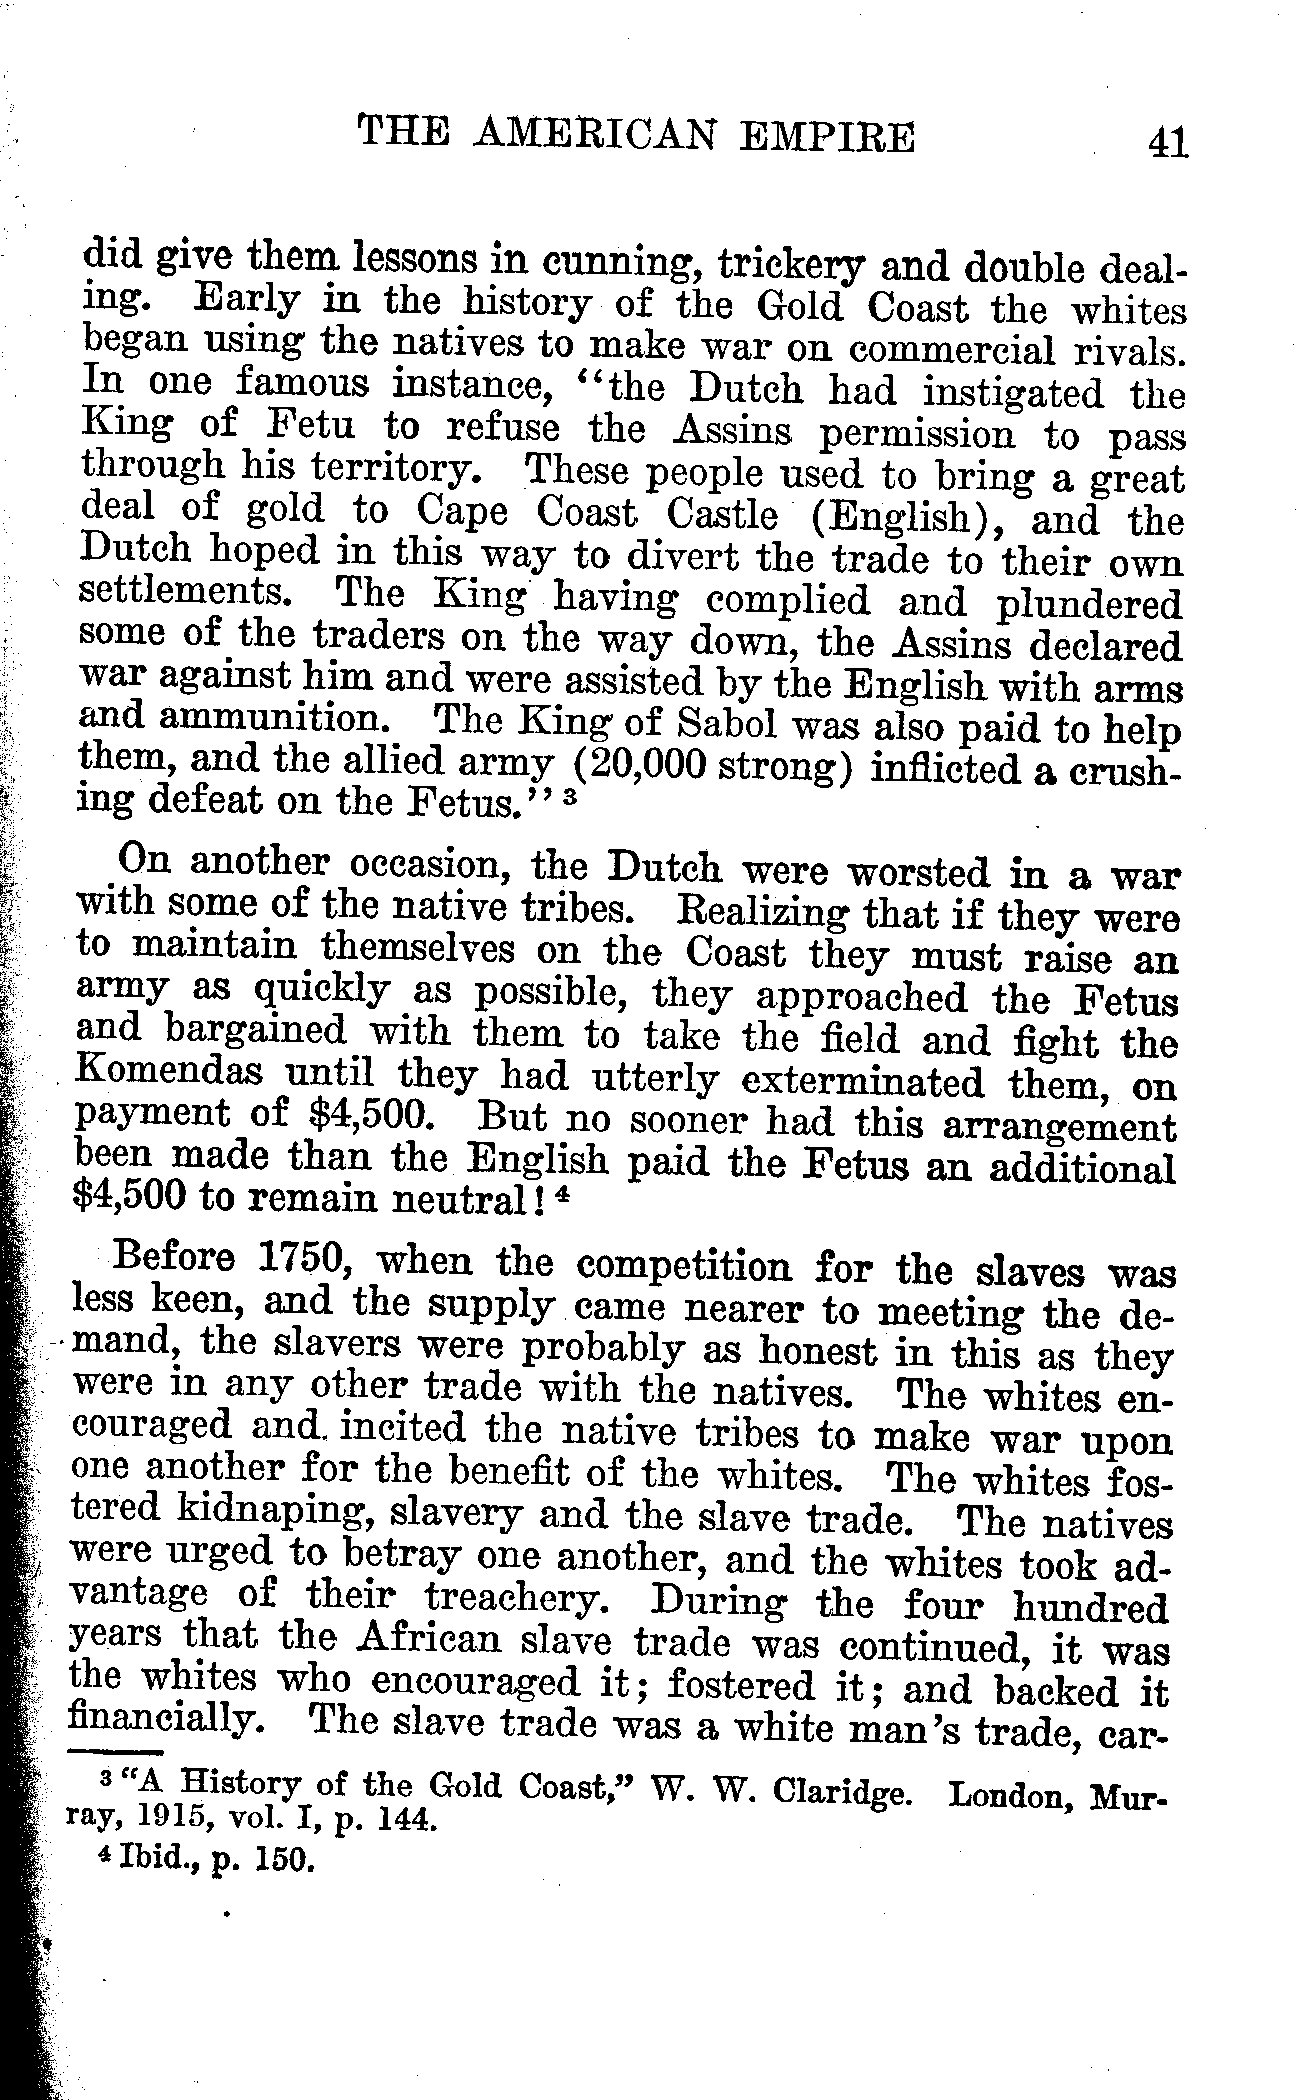 THE AMERICAN EMPIRE 41
did give them lessons in cunning, trickery and double deal-
ing. Early in the history of the Gold Coast the whites
began using the natives to make war on commercial rivals.
In one famous instance, "the Dutch had instigated the
King of Fetu to refuse the Assins permission to pass
through his territory. These people used to bring a great
deal of gold to Cape Coast Castle (English), and the
Dutch hoped in this way to divert the trade to their own
settlements. The King having complied and plundered
some of the traders on the way down, the Assins declared
war against him and were assisted by the English with arms
and ammunition. The King of Sabol was also paid to help
them, and the allied army (20,000 strong) inflicted a crush-
ing defeat on the Fetus." ³
On another occasion, the Dutch were worsted in a war
with some of the native tribes. Realizing that if they were
to maintain themselves on the Coast they must raise an
army as quickly as possible, they approached the Fetus
and bargained with them to take the field and fight the
Komendas until they had utterly exterminated them, on
payment of $4,500. But no sooner had this arrangement
been made than the English paid the Fetus an additional
$4,500 to remain neutral! ⁴
Before 1750, when the competition for the slaves was
less keen, and the supply came nearer to meeting the de-
mand, the slavers were probably as honest in this as they
were in any other trade with the natives. The whites en-
couraged and incited the native tribes to make war upon
one another for the benefit of the whites. The whites fos-
tered kidnaping, slavery and the slave trade. The natives
were urged to betray one another, and the whites took ad-
vantage of their treachery. During the four hundred
years that the African slave trade was continued, it was
the whites who encouraged it; fostered it; and backed it
financially. The slave trade was a white man's trade, car-
³ "A History of the Gold Coast," W. W. Claridge. London, Mur-
ray, 1915, vol. I, p. 144.
⁴ Ibid., p. 150.